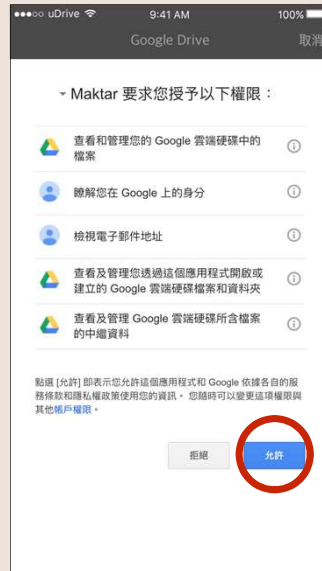 uDrive 9:41 AM 100%
Google Drive 取消
Maktar 要求您授予以下權限：
查看和管理您的 Google 雲端硬碟中的
檔案
瞭解您在 Google 上的身分
檢視電子郵件地址
查看及管理您透過這個應用程式開啟或
建立的 Google 雲端硬碟檔案和資料夾
查看及管理 Google 雲端硬碟所含檔案
的中繼資料
點選 [允許] 即表示您允許這個應用程式和 Google 依據各自的服
務條款和隱私權政策使用您的資訊。您隨時可以變更這項權限與
其他帳戶權限。
拒絕 允許